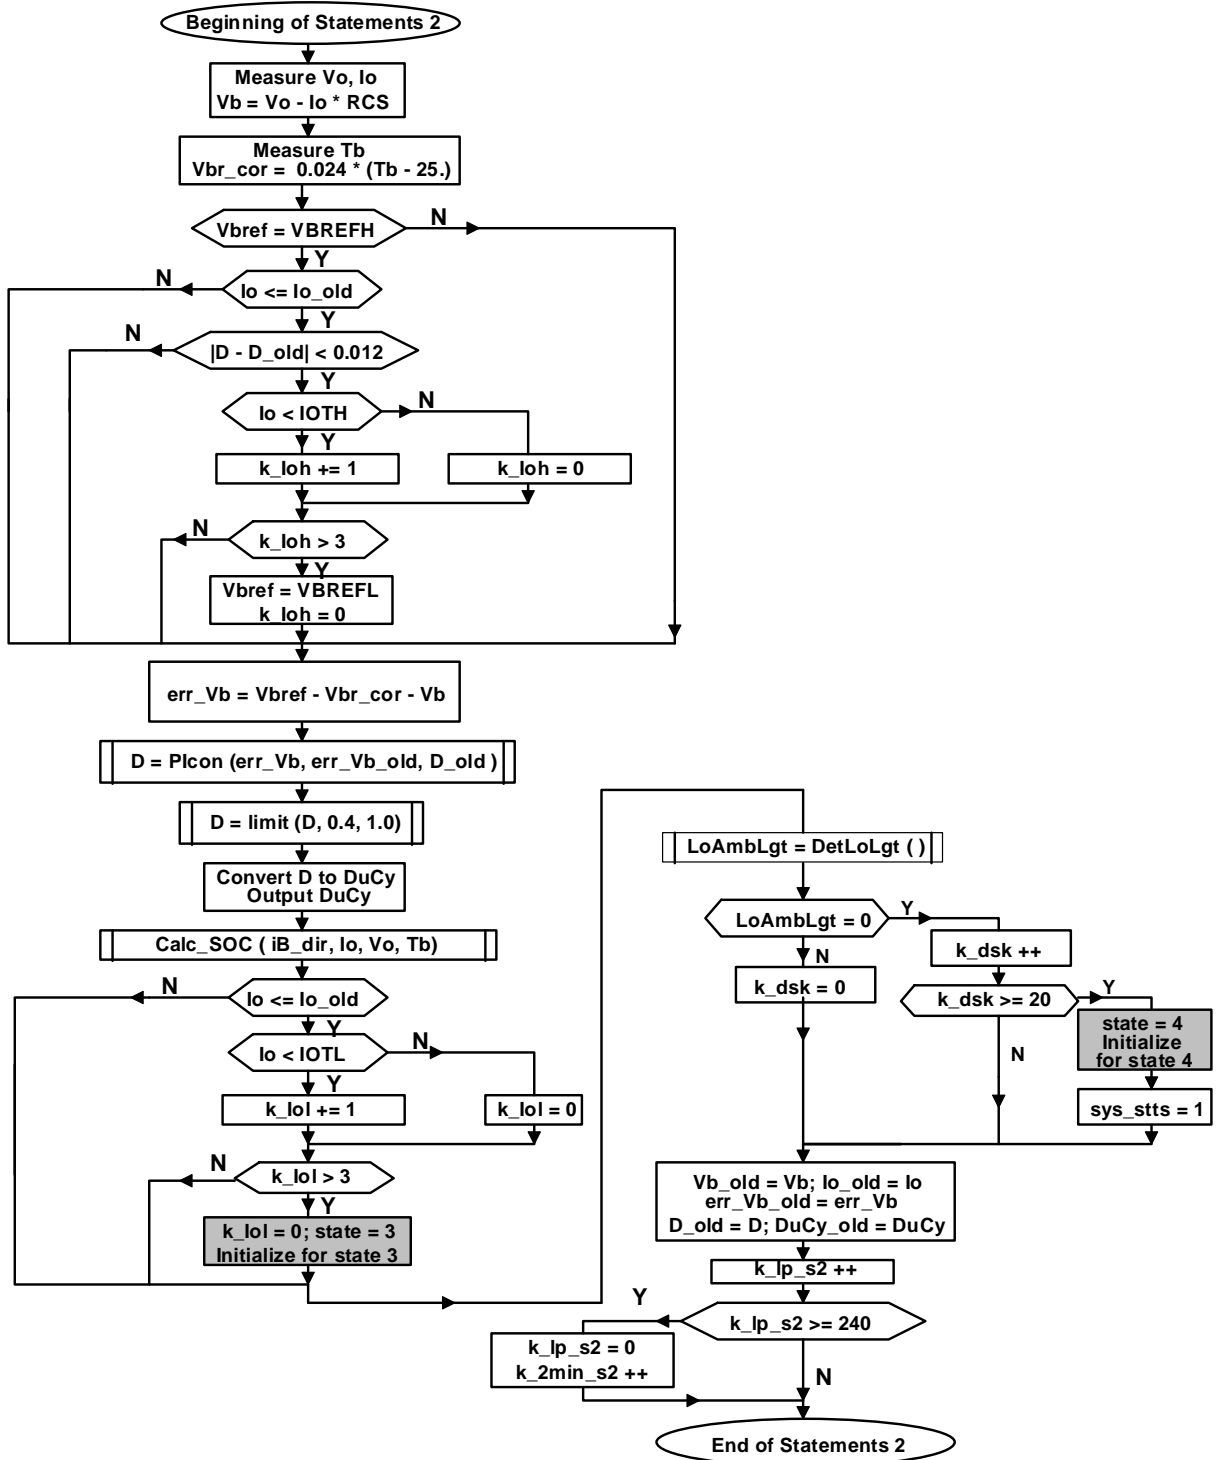 Beginning of Statements 2
Measure Vo, Io
Vb = Vo - Io * RCS
Measure Tb
Vbr_cor = 0.024 * (Tb - 25.)
Vbref = VBREFH
N
Y
Io <= Io_old
N
Y
|D - D_old| < 0.012
N
Y
Io < IOTH
N
Y
k_Ioh += 1
k_Ioh = 0
k_Ioh > 3
N
Y
Vbref = VBREFL
k_Ioh = 0
err_Vb = Vbref - Vbr_cor - Vb
D = PIcon (err_Vb, err_Vb_old, D_old )
D = limit (D, 0.4, 1.0)
Convert D to DuCy
Output DuCy
Calc_SOC ( iB_dir, Io, Vo, Tb)
Io <= Io_old
N
Y
Io < IOTL
N
Y
k_Iol += 1
k_Iol = 0
k_Iol > 3
N
Y
k_Iol = 0; state = 3
Initialize for state 3
LoAmbLgt = DetLoLgt ( )
LoAmbLgt = 0
Y
N
k_dsk = 0
k_dsk ++
k_dsk >= 20
Y
N
state = 4
Initialize
for state 4
sys_stts = 1
Vb_old = Vb; Io_old = Io
err_Vb_old = err_Vb
D_old = D; DuCy_old = DuCy
k_lp_s2 ++
k_lp_s2 >= 240
Y
N
k_lp_s2 = 0
k_2min_s2 ++
End of Statements 2